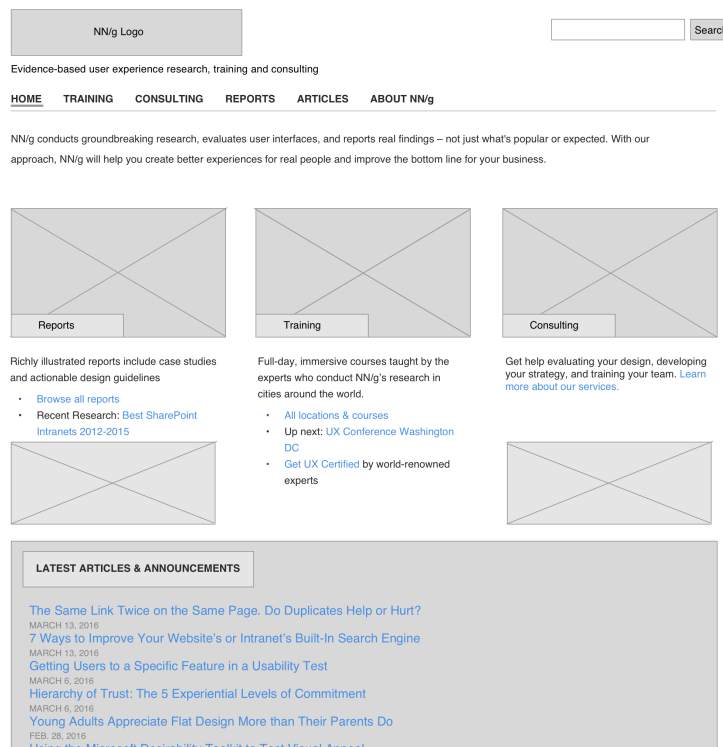 NN/g Logo
Search
Evidence-based user experience research, training and consulting
HOME TRAINING CONSULTING REPORTS ARTICLES ABOUT NN/g
NN/g conducts groundbreaking research, evaluates user interfaces, and reports real findings – not just what's popular or expected. With our
approach, NN/g will help you create better experiences for real people and improve the bottom line for your business.
Reports
Richly illustrated reports include case studies
and actionable design guidelines
• Browse all reports
• Recent Research: Best SharePoint
Intranets 2012-2015
Training
Full-day, immersive courses taught by the
experts who conduct NN/g's research in
cities around the world.
• All locations & courses
• Up next: UX Conference Washington
DC
• Get UX Certified by world-renowned
experts
Consulting
Get help evaluating your design, developing
your strategy, and training your team. Learn
more about our services.
LATEST ARTICLES & ANNOUNCEMENTS
The Same Link Twice on the Same Page. Do Duplicates Help or Hurt?
MARCH 13, 2016
7 Ways to Improve Your Website's or Intranet's Built-In Search Engine
MARCH 13, 2016
Getting Users to a Specific Feature in a Usability Test
MARCH 6, 2016
Hierarchy of Trust: The 5 Experiential Levels of Commitment
MARCH 6, 2016
Young Adults Appreciate Flat Design More than Their Parents Do
FEB. 28, 2016
Using the Microsoft Desirability Toolkit to Test Visual Appeal